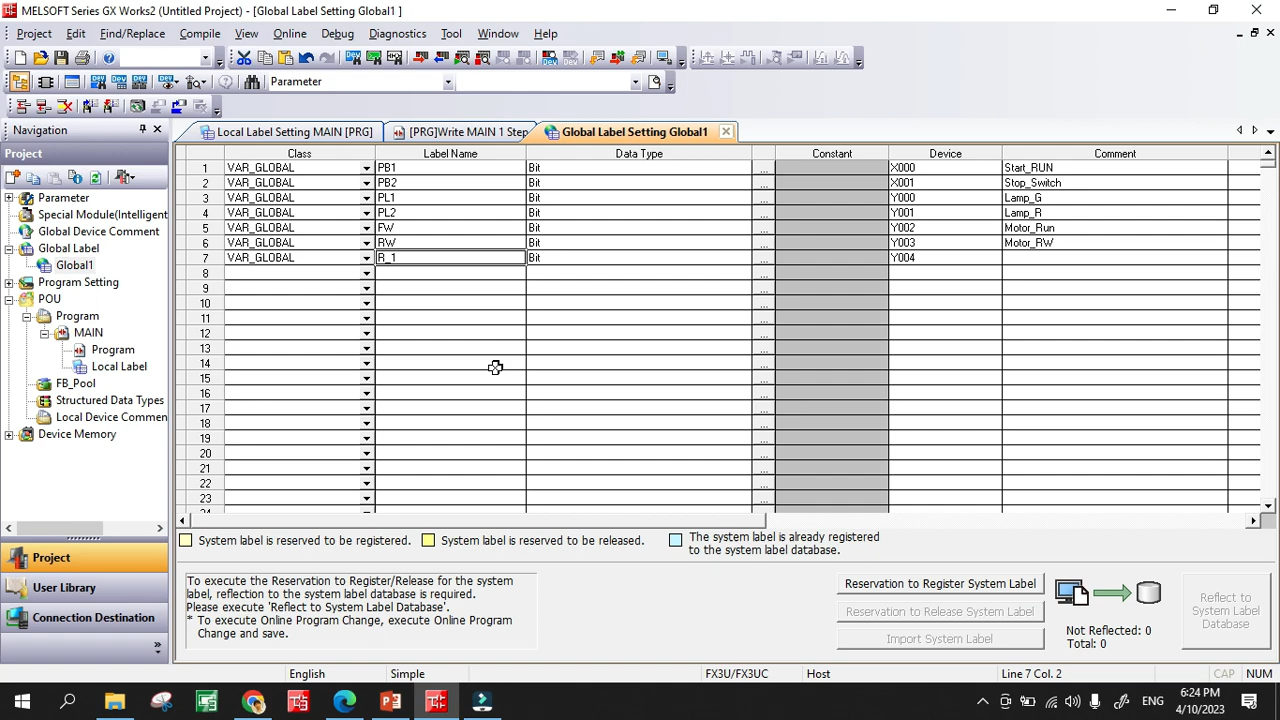 MELSOFT Series GX Works2 (Untitled Project) - [Global Label Setting Global1 ]
Project Edit Find/Replace Compile View Online Debug Diagnostics Tool Window Help
Parameter
Navigation
Local Label Setting MAIN [PRG]
[PRG]Write MAIN 1 Step
Global Label Setting Global1
Project
Parameter
Special Module(Intelligent
Global Device Comment
Global Label
Global1
Program Setting
POU
Program
MAIN
Program
Local Label
FB_Pool
Structured Data Types
Local Device Commen
Device Memory
Project
User Library
Connection Destination
Class Label Name Data Type Constant Device Comment
1 VAR_GLOBAL PB1 Bit ... X000 Start_RUN
2 VAR_GLOBAL PB2 Bit ... X001 Stop_Switch
3 VAR_GLOBAL PL1 Bit ... Y000 Lamp_G
4 VAR_GLOBAL PL2 Bit ... Y001 Lamp_R
5 VAR_GLOBAL FW Bit ... Y002 Motor_Run
6 VAR_GLOBAL RW Bit ... Y003 Motor_RW
7 VAR_GLOBAL R_1 Bit ... Y004
8 ...
9 ...
10 ...
11 ...
12 ...
13 ...
14 ...
15 ...
16 ...
17 ...
18 ...
19 ...
20 ...
21 ...
22 ...
23 ...
System label is reserved to be registered.
System label is reserved to be released.
The system label is already registered
to the system label database.
To execute the Reservation to Register/Release for the system
label, reflection to the system label database is required.
Please execute 'Reflect to System Label Database'.
* To execute Online Program Change, execute Online Program
Change and save.
Reservation to Register System Label
Reservation to Release System Label
Import System Label
Not Reflected: 0
Total: 0
Reflect to
System Label
Database
English Simple FX3U/FX3UC Host Line 7 Col. 2 CAP NUM
ENG
6:24 PM
4/10/2023